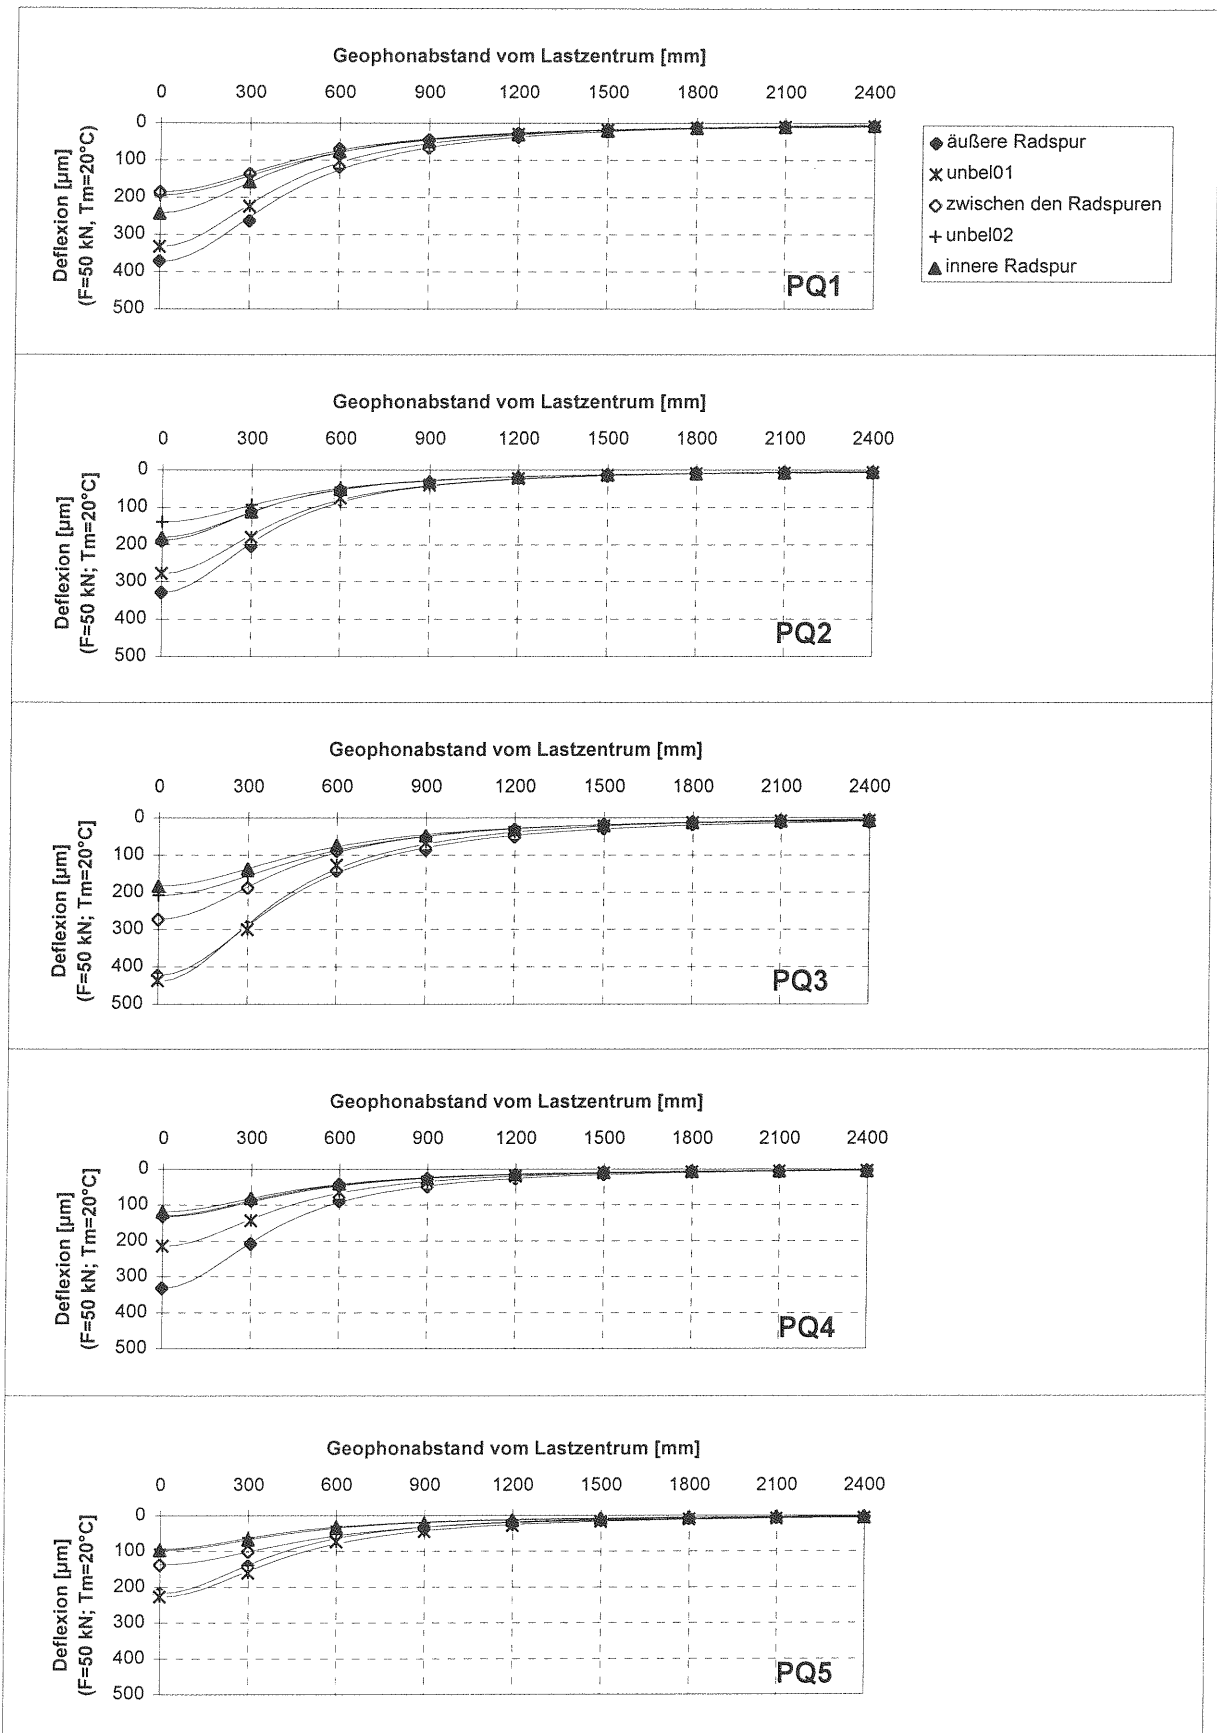 Geophonabstand vom Lastzentrum [mm]
0 300 600 900 1200 1500 1800 2100 2400
Deflexion [µm]
(F=50 kN, Tm=20°C)
0
100
200
300
400
500
PQ1
äußere Radspur
unbel01
zwischen den Radspuren
unbel02
innere Radspur
Geophonabstand vom Lastzentrum [mm]
0 300 600 900 1200 1500 1800 2100 2400
Deflexion [µm]
(F=50 kN; Tm=20°C]
0
100
200
300
400
500
PQ2
Geophonabstand vom Lastzentrum [mm]
0 300 600 900 1200 1500 1800 2100 2400
Deflexion [µm]
(F=50 kN; Tm=20°C]
0
100
200
300
400
500
PQ3
Geophonabstand vom Lastzentrum [mm]
0 300 600 900 1200 1500 1800 2100 2400
Deflexion [µm]
(F=50 kN; Tm=20°C]
0
100
200
300
400
500
PQ4
Geophonabstand vom Lastzentrum [mm]
0 300 600 900 1200 1500 1800 2100 2400
Deflexion [µm]
(F=50 kN; Tm=20°C]
0
100
200
300
400
500
PQ5